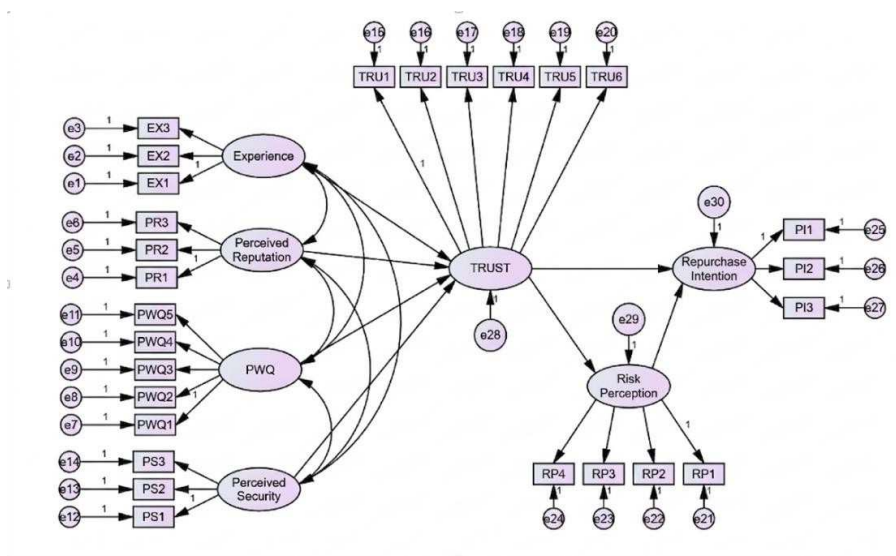 e15 e16 e17 e18 e19 e20
1 1 1 1 1 1
TRU1 TRU2 TRU3 TRU4 TRU5 TRU6
1
e3 1 EX3
e2 1 EX2
e1 1 EX1
1
Experience
e6 1 PR3
e5 1 PR2
e4 1 PR1
1
Perceived
Reputation
e11 1 PWQ5
e10 1 PWQ4
e9 1 PWQ3
e8 1 PWQ2
e7 1 PWQ1
1
PWQ
e14 1 PS3
e13 1 PS2
e12 1 PS1
1
Perceived
Security
TRUST
1
e28
e30
1
Repurchase
Intention
1
PI1 1 e25
PI2 1 e26
PI3 1 e27
e29
1
Risk
Perception
1
RP4 RP3 RP2 RP1
1 1 1 1
e24 e23 e22 e21